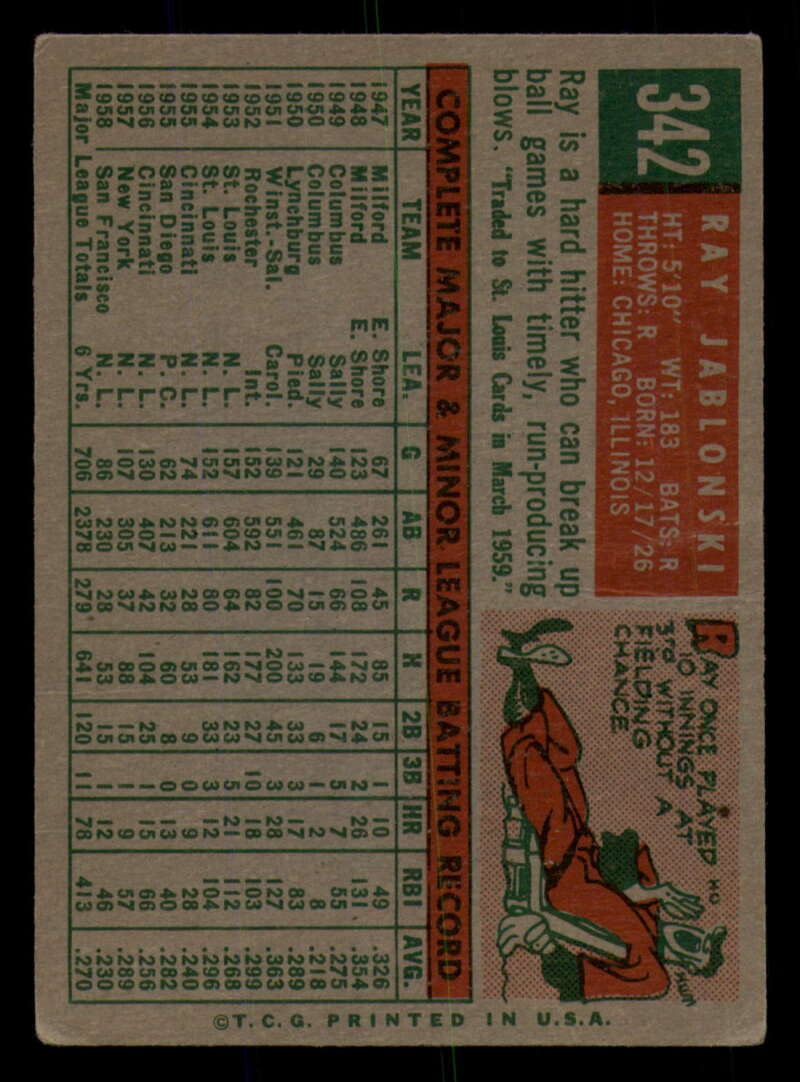 342
RAY JABLONSKI
HT: 5'10" WT: 183 BATS: R
THROWS: R BORN: 12/17/26
HOME: CHICAGO, ILLINOIS
Ray is a hard hitter who can break up
ball games with timely, run-producing
blows. "Traded to St. Louis Cards in March 1959."
RAY ONCE PLAYED
10 INNINGS AT
3rd WITHOUT A
FIELDING
CHANCE
HO
HUM
COMPLETE MAJOR & MINOR LEAGUE BATTING RECORD
YEAR TEAM LEA. G AB R H 2B 3B HR RBI AVG.
1947 Milford E. Shore 67 261 45 85 15 1 10 49 .326
1948 Milford E. Shore 123 486 108 172 24 2 26 131 .354
1949 Columbus Sally 140 524 66 144 17 5 7 55 .275
1950 Columbus Sally 29 87 15 19 6 1 2 8 .218
1950 Lynchburg Pied. 121 461 70 133 33 3 17 83 .289
1951 Winst.-Sal. Carol. 139 551 100 200 45 3 28 127 .363
1952 Rochester Int. 152 592 82 177 27 10 18 103 .299
1953 St. Louis N. L. 157 604 64 162 23 5 21 112 .268
1954 St. Louis N. L. 152 611 80 181 33 3 12 104 .296
1955 Cincinnati N. L. 74 221 28 53 9 0 9 28 .240
1955 San Diego P. C. 62 213 32 60 8 0 13 40 .282
1956 Cincinnati N. L. 130 407 42 104 25 1 15 66 .256
1957 New York N. L. 107 305 37 88 15 1 9 57 .289
1958 San Francisco N. L. 86 230 28 53 15 1 12 46 .230
Major League Totals 6 Yrs. 706 2378 279 641 120 11 78 413 .270
©T.C.G. PRINTED IN U.S.A.